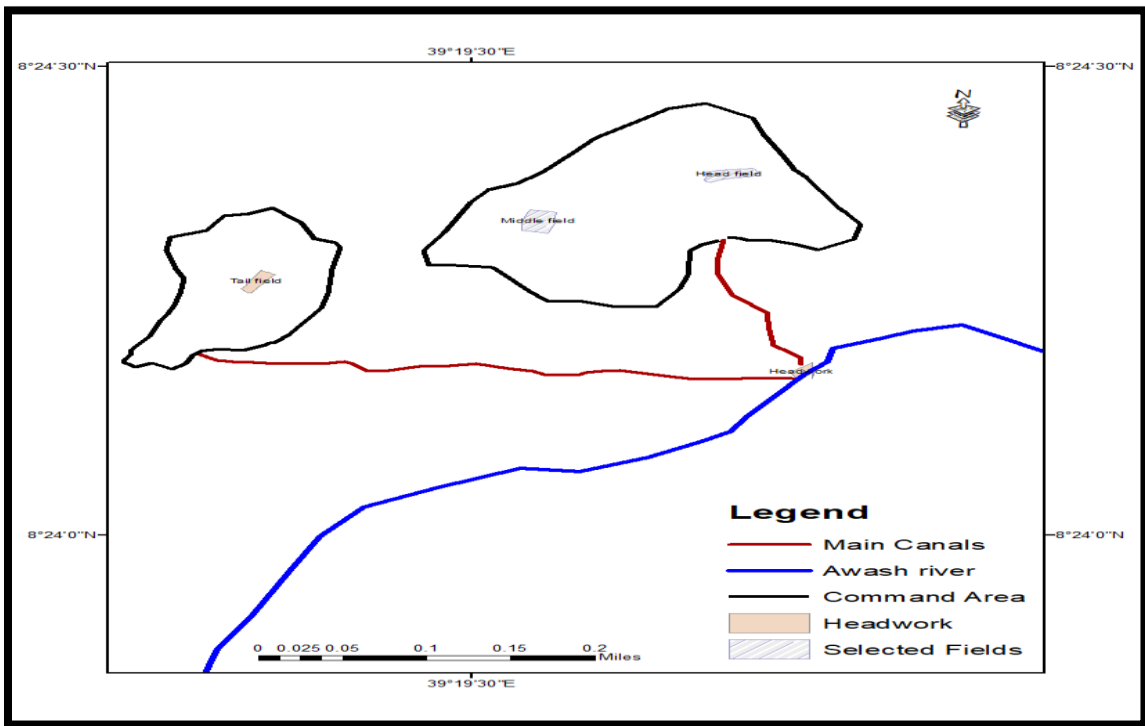 39°19'30"E
8°24'30"N
8°24'30"N
N
Head field
Middle field
Tail field
Headwork
Legend
8°24'0"N
8°24'0"N
Main Canals
Awash river
Command Area
Headwork
Selected Fields
0 0.025 0.05 0.1 0.15 0.2
Miles
39°19'30"E